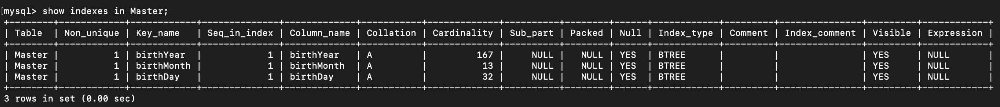 mysql> show indexes in Master;
+--------+------------+------------+--------------+-------------+-----------+-------------+----------+--------+------+------------+---------+---------------+---------+------------+
| Table  | Non_unique | Key_name   | Seq_in_index | Column_name | Collation | Cardinality | Sub_part | Packed | Null | Index_type | Comment | Index_comment | Visible | Expression |
+--------+------------+------------+--------------+-------------+-----------+-------------+----------+--------+------+------------+---------+---------------+---------+------------+
| Master |          1 | birthYear  |            1 | birthYear   | A         |         167 |     NULL |   NULL | YES  | BTREE      |         |               | YES     | NULL       |
| Master |          1 | birthMonth |            1 | birthMonth  | A         |          13 |     NULL |   NULL | YES  | BTREE      |         |               | YES     | NULL       |
| Master |          1 | birthDay   |            1 | birthDay    | A         |          32 |     NULL |   NULL | YES  | BTREE      |         |               | YES     | NULL       |
+--------+------------+------------+--------------+-------------+-----------+-------------+----------+--------+------+------------+---------+---------------+---------+------------+
3 rows in set (0.00 sec)